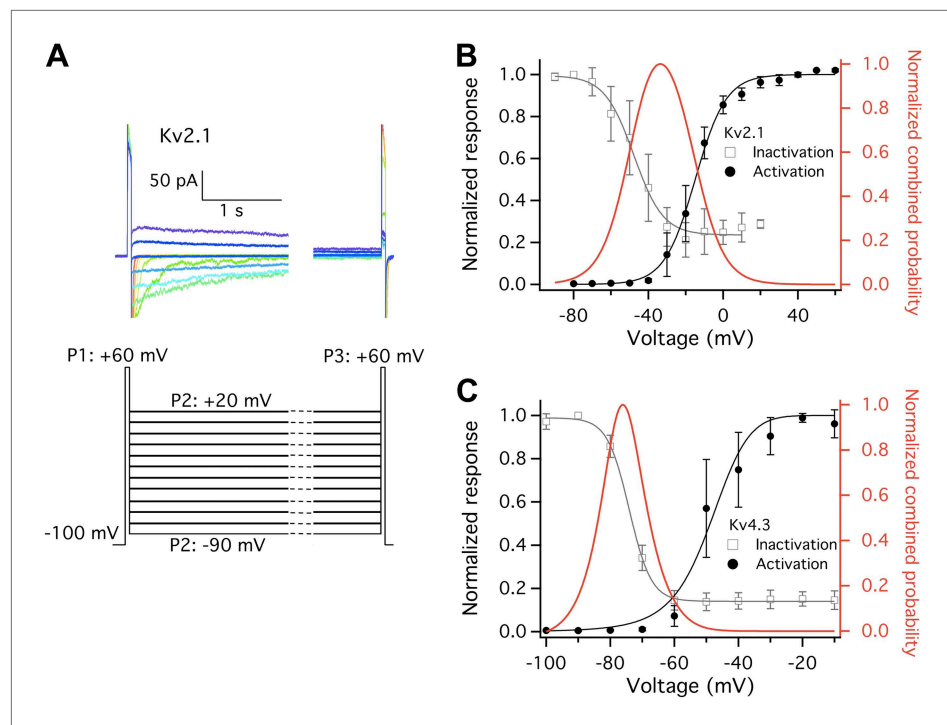 A
Kv2.1
50 pA
1 s
P1: +60 mV
P3: +60 mV
P2: +20 mV
-100 mV
P2: -90 mV
B
Normalized response
1.0
0.8
0.6
0.4
0.2
0.0
Kv2.1
Inactivation
Activation
1.0
0.8
0.6
0.4
0.2
0.0
Normalized combined probability
-80 -40 0 40
Voltage (mV)
C
Normalized response
1.0
0.8
0.6
0.4
0.2
0.0
Kv4.3
Inactivation
Activation
1.0
0.8
0.6
0.4
0.2
0.0
Normalized combined probability
-100 -80 -60 -40 -20
Voltage (mV)